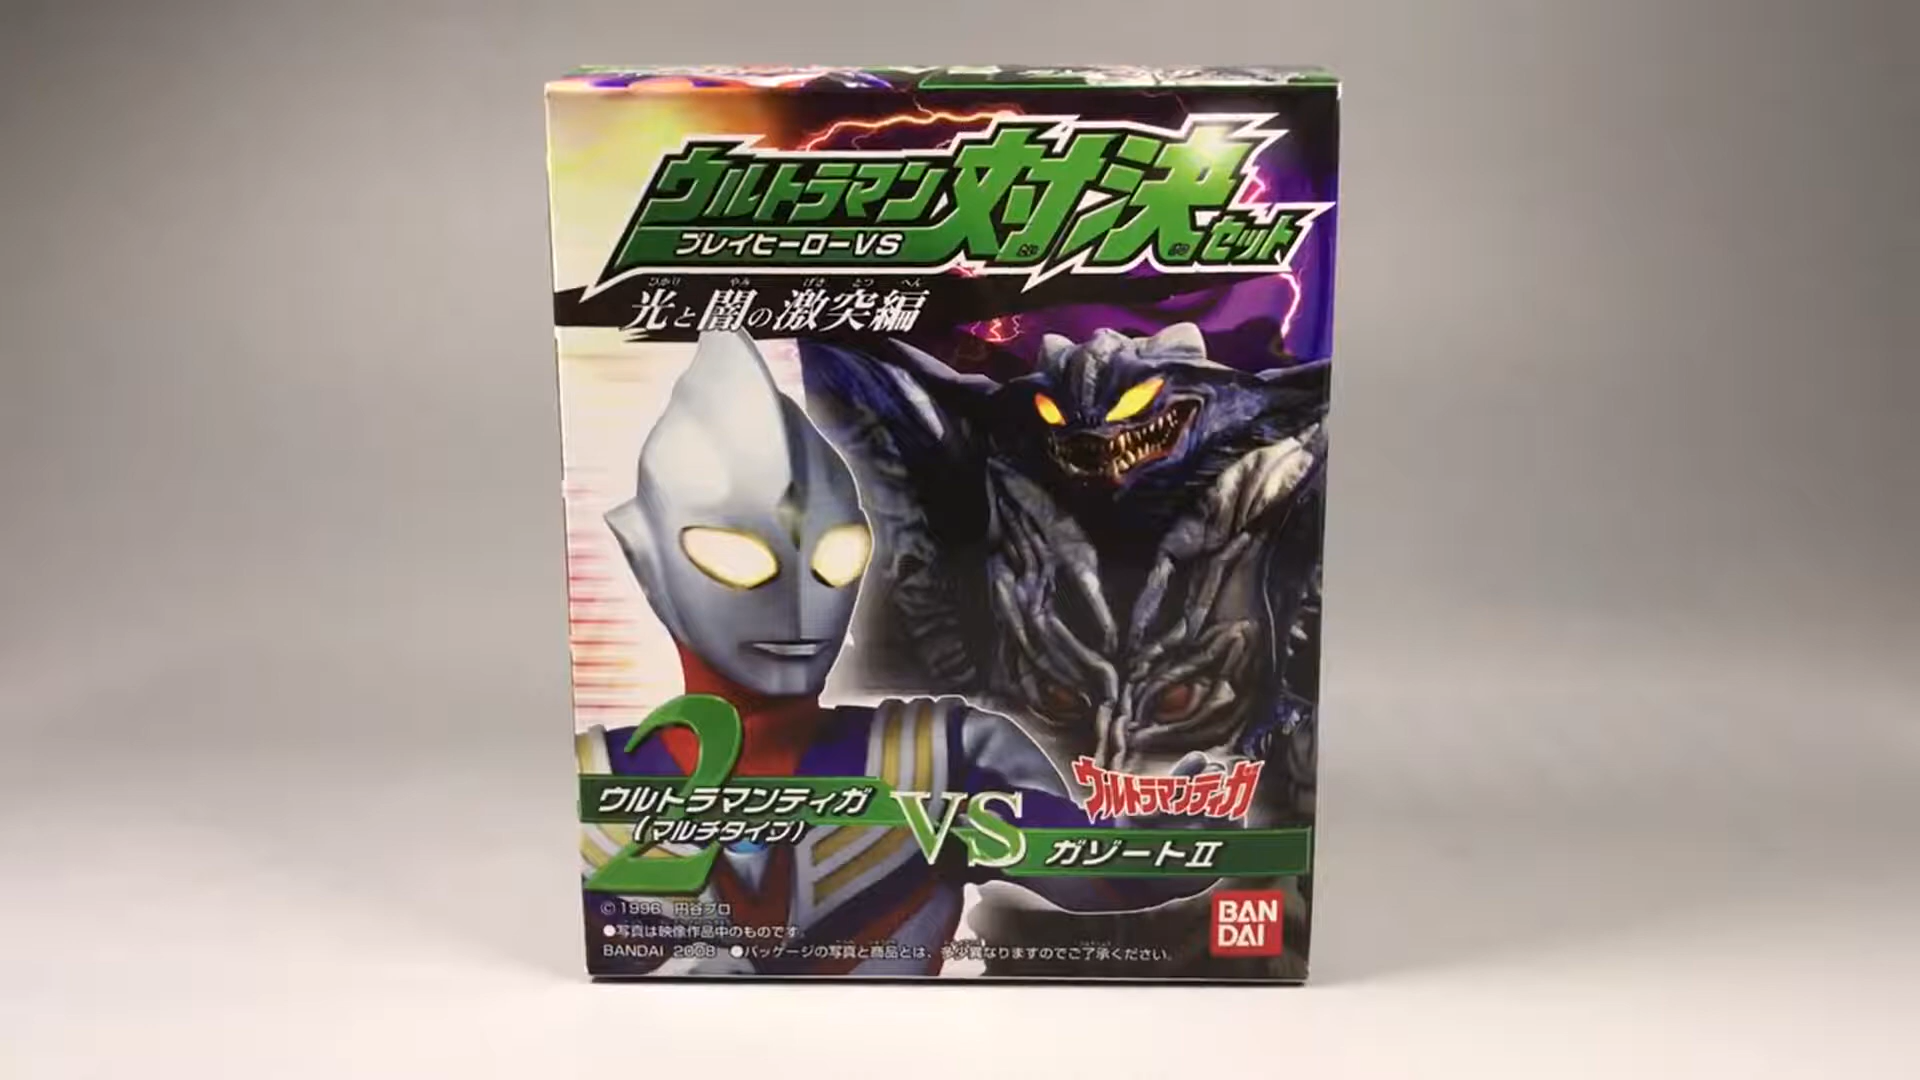 ウルトラマン対決セット
プレイヒーローVS
光と闇の激突編
ウルトラマンティガ
2
ウルトラマンティガ
(マルチタイプ)
VS
ガゾートⅡ
©1996 円谷プロ
●写真は映像作品中のものです。
BANDAI 2008 ●パッケージの写真と商品とは、多少異なりますのでご了承ください。
BAN
DAI